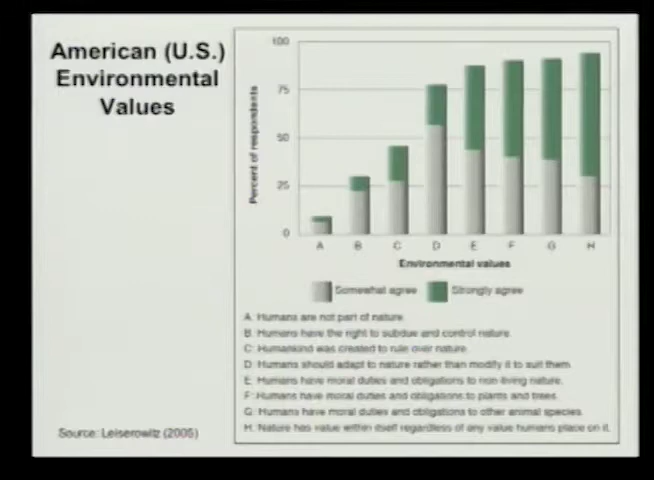 American (U.S.)
Environmental
Values
100
75
50
25
0
Percent of respondents
A B C D E F G H
Environmental values
Somewhat agree Strongly agree
A: Humans are not part of nature.
B: Humans have the right to subdue and control nature.
C: Humankind was created to rule over nature.
D: Humans should adapt to nature rather than modify it to suit them
E: Humans have moral duties and obligations to non-living nature.
F: Humans have moral duties and obligations to plants and trees.
G: Humans have moral duties and obligations to other animal species.
H: Nature has value within itself regardless of any value humans place on it.
Source: Leiserowitz (2005)